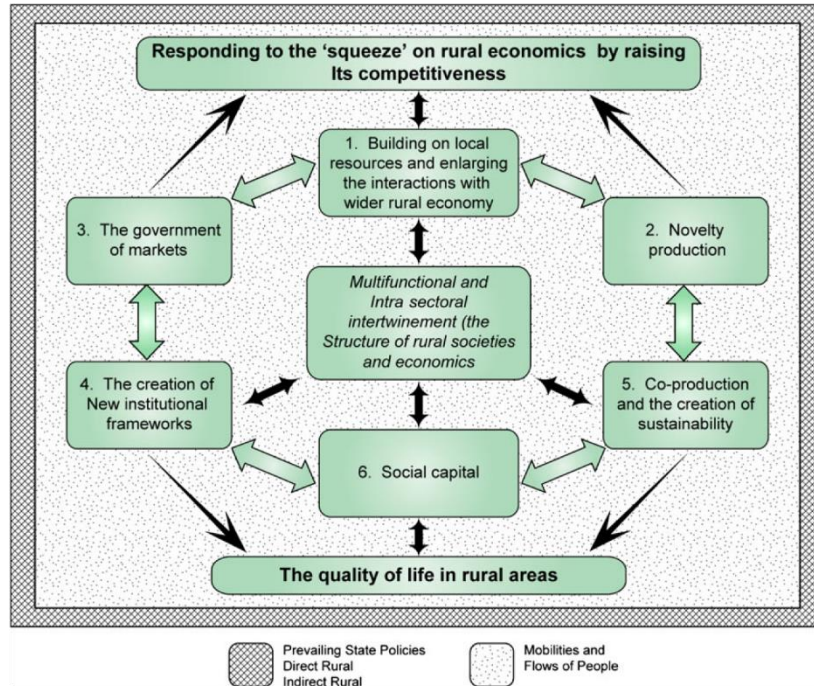 Responding to the ‘squeeze’ on rural economics by raising
Its competitiveness
1. Building on local
resources and enlarging
the interactions with
wider rural economy
3. The government
of markets
2. Novelty
production
Multifunctional and
Intra sectoral
intertwinement (the
Structure of rural societies
and economics
4. The creation of
New institutional
frameworks
5. Co-production
and the creation of
sustainability
6. Social capital
The quality of life in rural areas
Prevailing State Policies
Direct Rural
Indirect Rural
Mobilities and
Flows of People